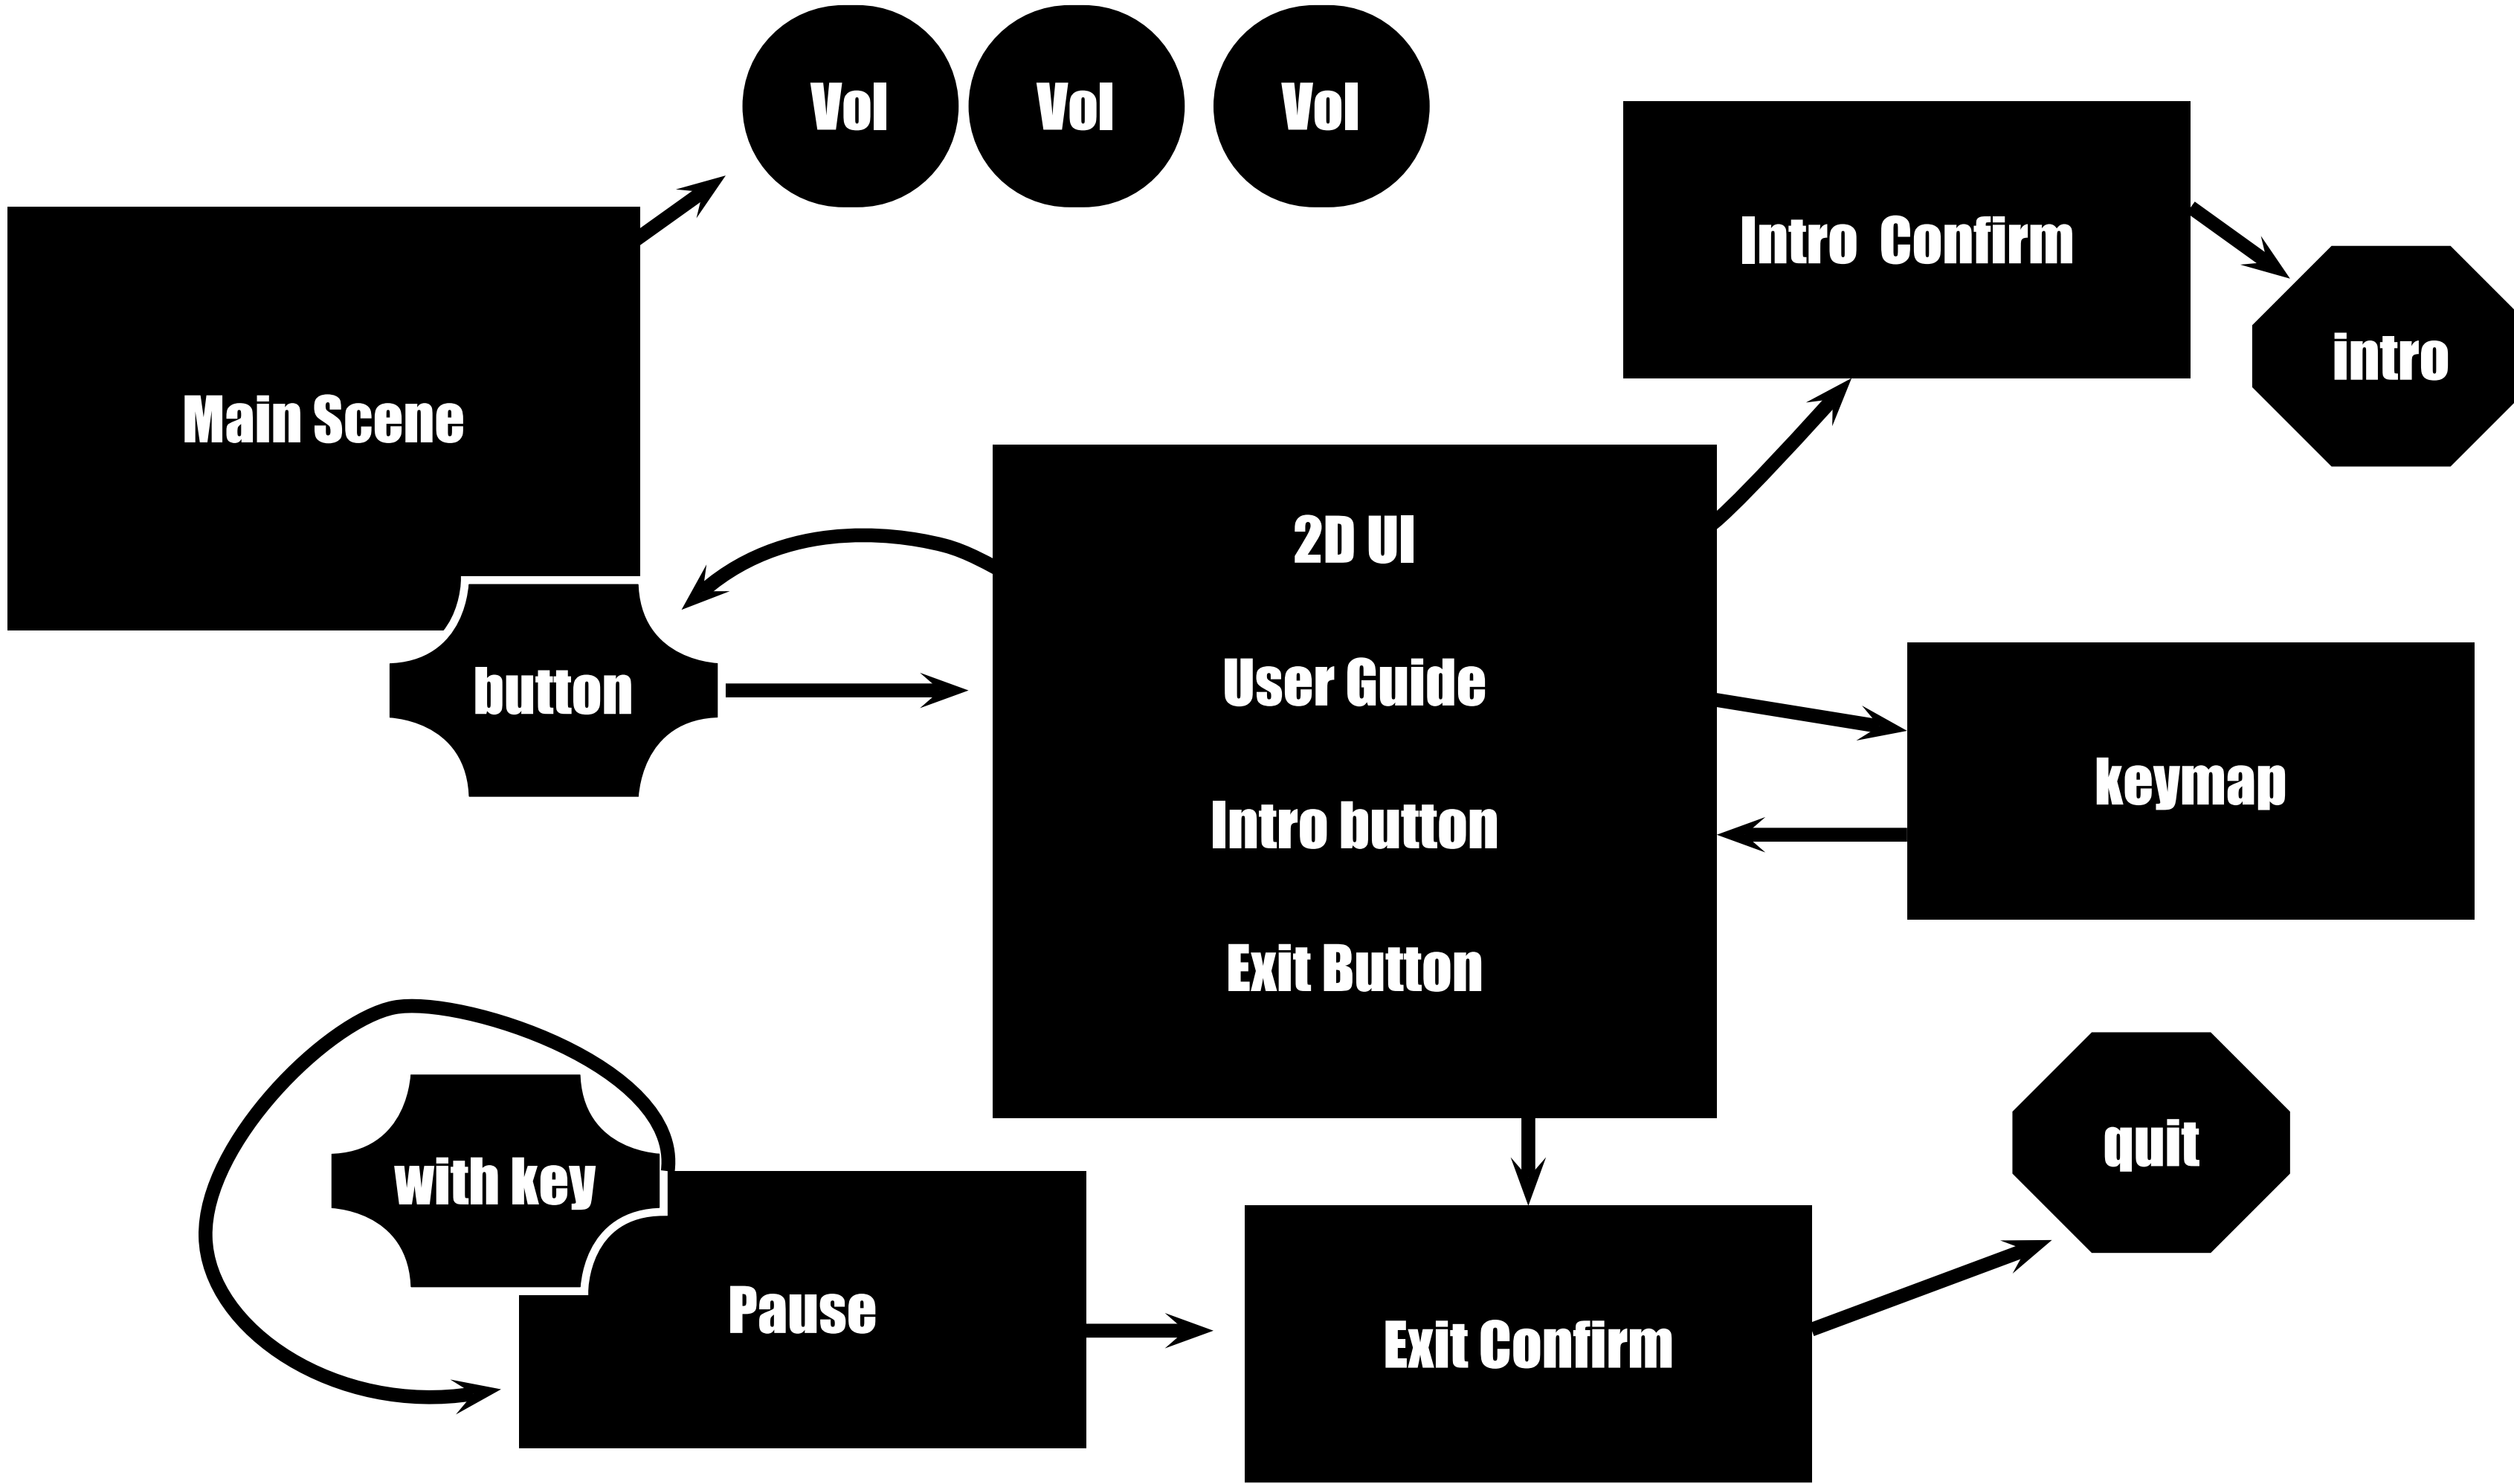 Vol
Vol
Vol
Intro Confirm
intro
Main Scene
2D UI
User Guide
Intro button
Exit Button
button
keymap
with key
Pause
quit
Exit Confirm